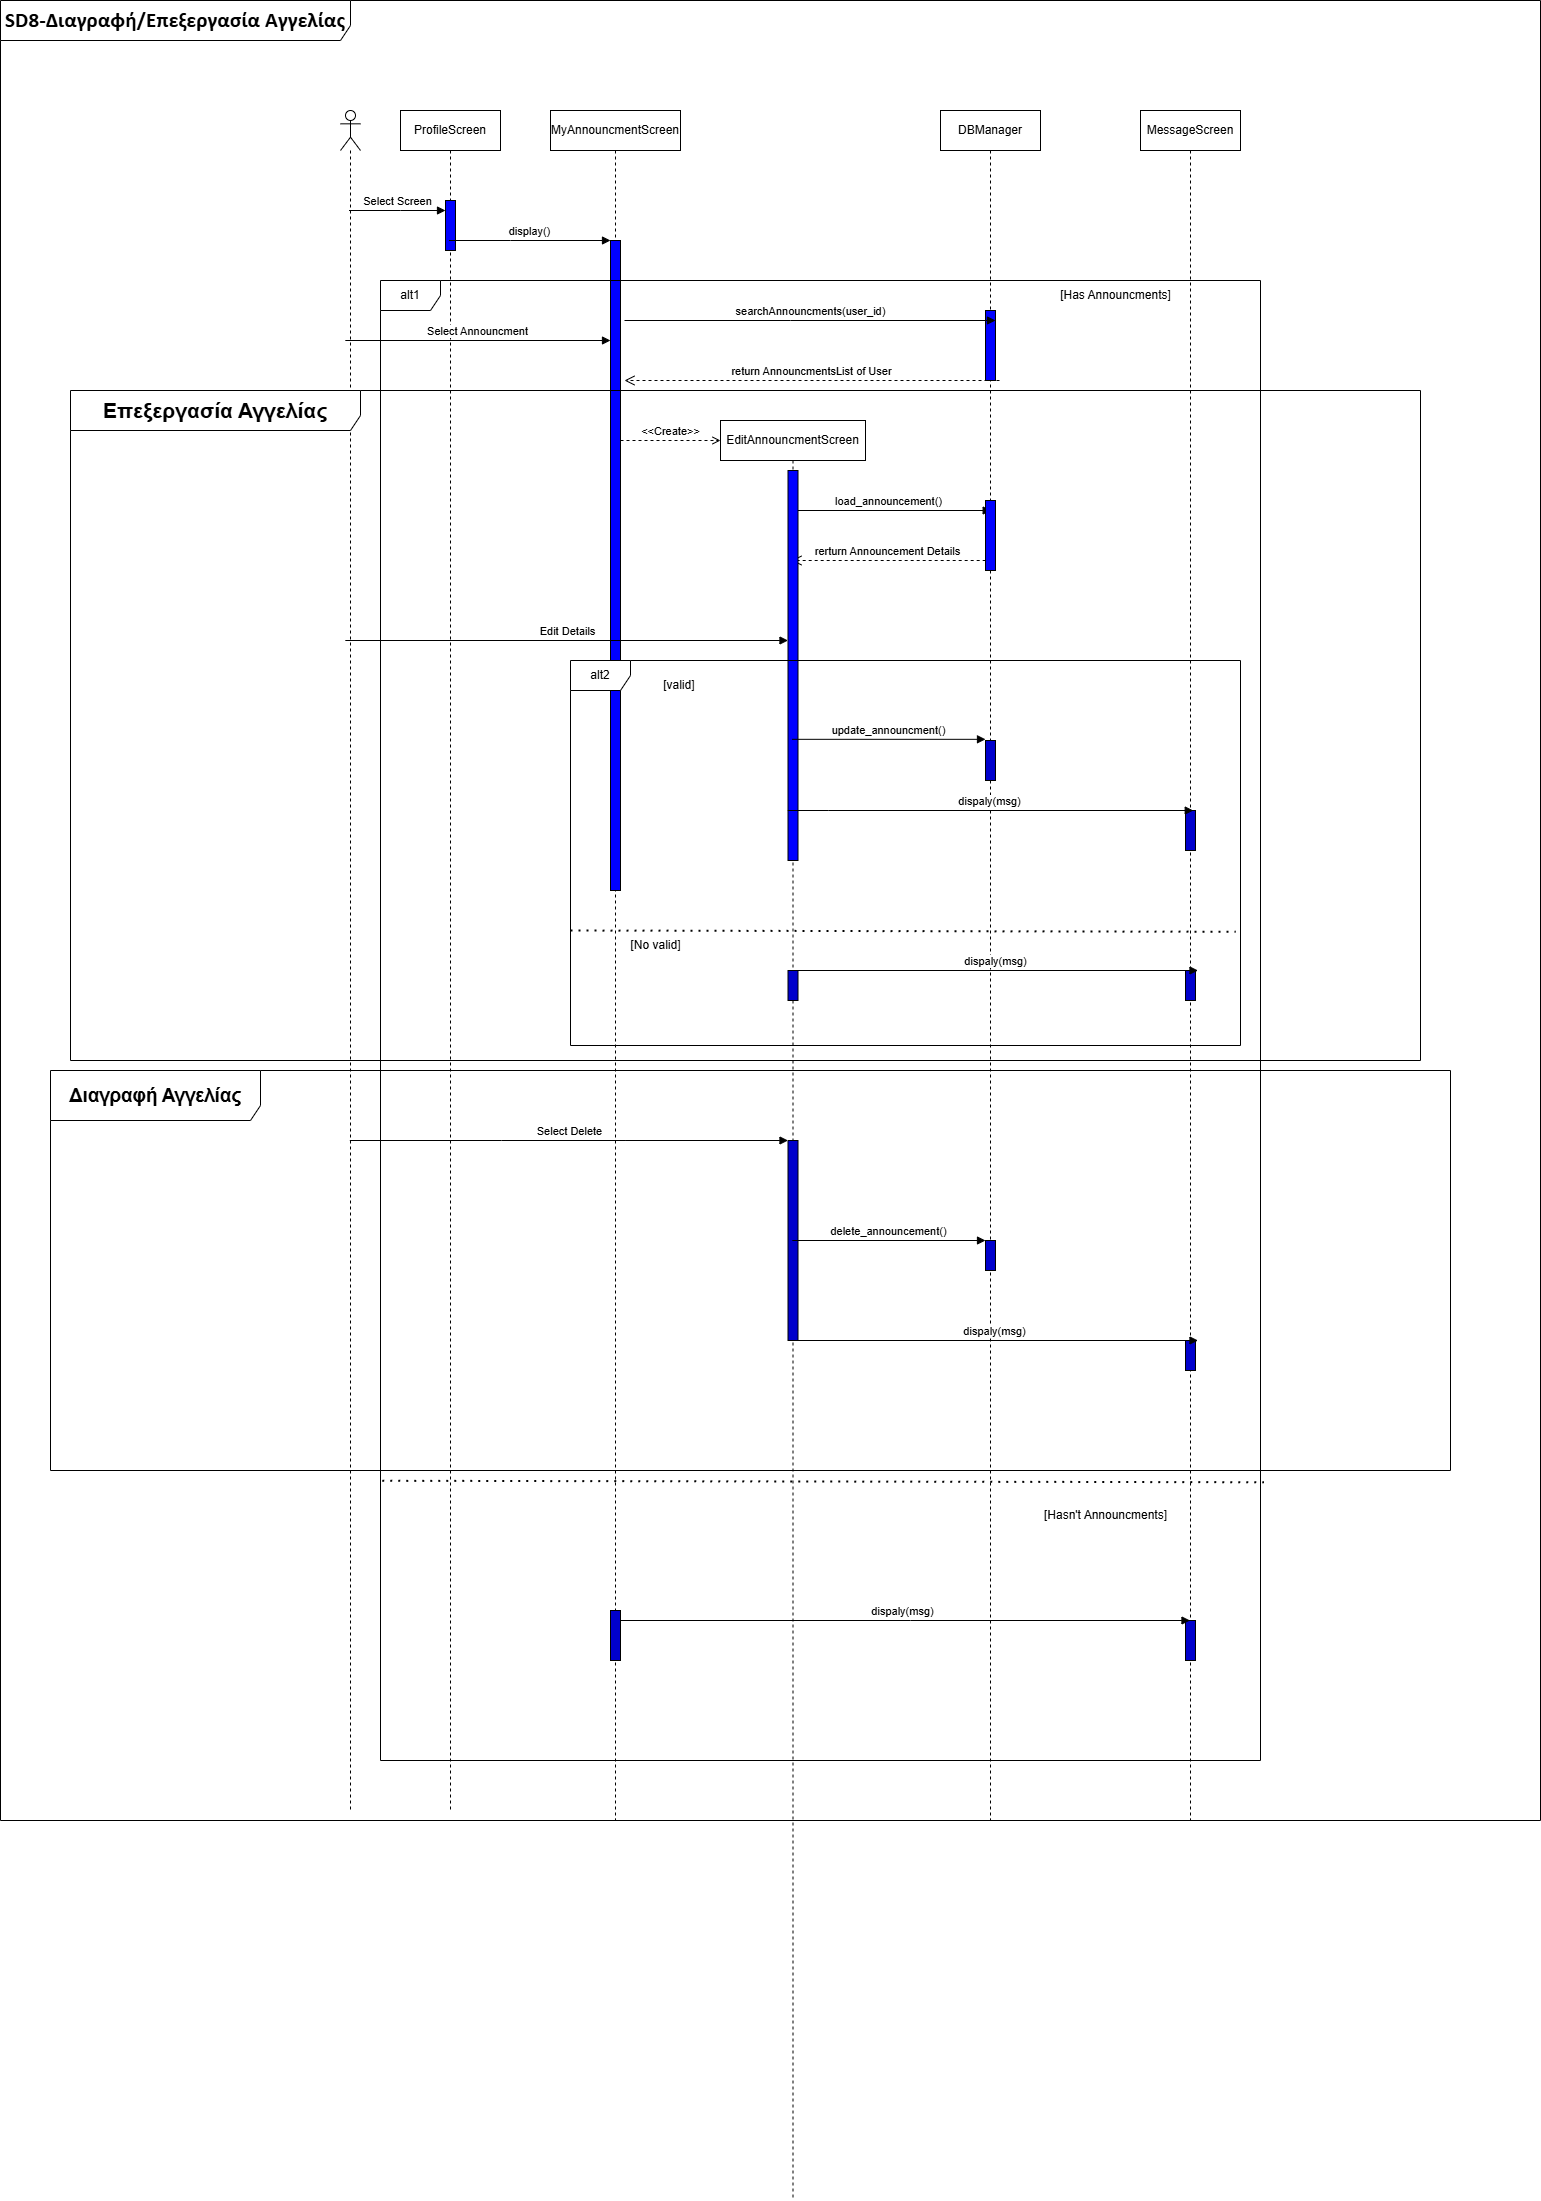 SD8-Διαγραφή/Επεξεργασία Αγγελίας
ProfileScreen
MyAnnouncmentScreen
DBManager
MessageScreen
Select Screen
display()
alt1
[Has Announcments]
searchAnnouncments(user_id)
Select Announcment
return AnnouncmentsList of User
Επεξεργασία Αγγελίας
<<Create>>
EditAnnouncmentScreen
load_announcement()
rerturn Announcement Details
Edit Details
alt2
[valid]
update_announcment()
dispaly(msg)
[No valid]
dispaly(msg)
Διαγραφή Αγγελίας
Select Delete
delete_announcement()
dispaly(msg)
[Hasn't Announcments]
dispaly(msg)